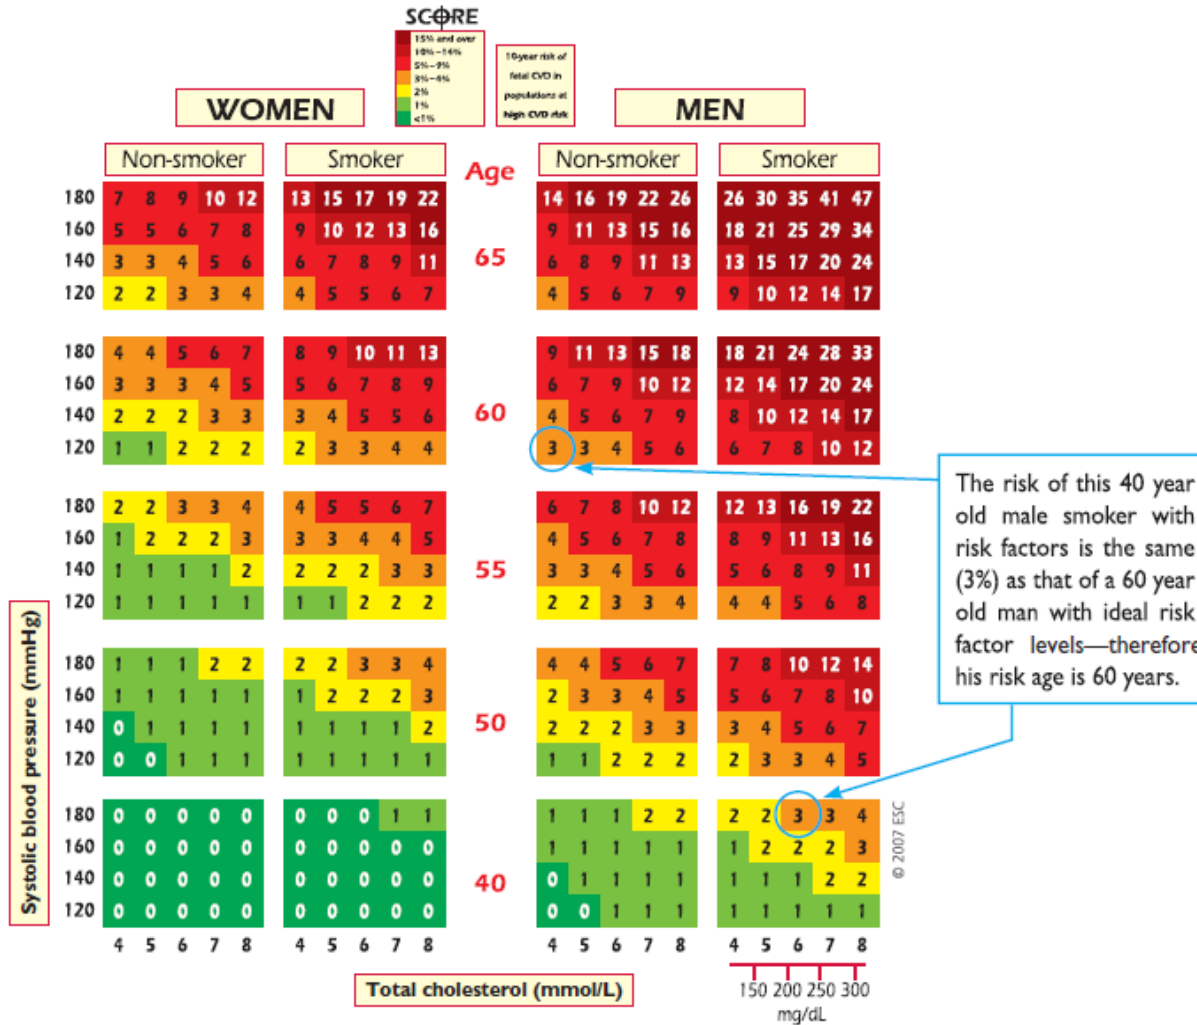 SCORE
15% and over
10%–14%
5%–9%
3%–4%
2%
1%
<1%
10-year risk of
fatal CVD in
populations at
high CVD risk
WOMEN
MEN
Non-smoker Smoker Age Non-smoker Smoker
180 7 8 9 10 12 13 15 17 19 22 14 16 19 22 26 26 30 35 41 47
160 5 5 6 7 8 9 10 12 13 16 9 11 13 15 16 18 21 25 29 34
65
140 3 3 4 5 6 6 7 8 9 11 6 8 9 11 13 13 15 17 20 24
120 2 2 3 3 4 4 5 5 6 7 4 5 6 7 9 9 10 12 14 17
180 4 4 5 6 7 8 9 10 11 13 9 11 13 15 18 18 21 24 28 33
160 3 3 3 4 5 5 6 7 8 9 6 7 9 10 12 12 14 17 20 24
60
140 2 2 2 3 3 3 4 5 5 6 4 5 6 7 9 8 10 12 14 17
120 1 1 2 2 2 2 3 3 4 4 3 3 4 5 6 6 7 8 10 12
180 2 2 3 3 4 4 5 5 6 7 6 7 8 10 12 12 13 16 19 22
160 1 2 2 2 3 3 3 4 4 5 4 5 6 7 8 8 9 11 13 16
55
140 1 1 1 1 2 2 2 2 3 3 3 3 4 5 6 5 6 8 9 11
120 1 1 1 1 1 1 1 2 2 2 2 2 3 3 4 4 4 5 6 8
180 1 1 1 2 2 2 2 3 3 4 4 4 5 6 7 7 8 10 12 14
160 1 1 1 1 1 1 2 2 2 3 2 3 3 4 5 5 6 7 8 10
50
140 0 1 1 1 1 1 1 1 1 2 2 2 2 3 3 3 4 5 6 7
120 0 0 1 1 1 1 1 1 1 1 1 1 2 2 2 2 3 3 4 5
180 0 0 0 0 0 0 0 0 1 1 1 1 1 2 2 2 2 3 3 4
160 0 0 0 0 0 0 0 0 0 0 1 1 1 1 1 1 2 2 2 3
40
140 0 0 0 0 0 0 0 0 0 0 0 1 1 1 1 1 1 1 2 2
120 0 0 0 0 0 0 0 0 0 0 0 0 1 1 1 1 1 1 1 1
4 5 6 7 8 4 5 6 7 8 4 5 6 7 8 4 5 6 7 8
Systolic blood pressure (mmHg)
Total cholesterol (mmol/L)
150 200 250 300
mg/dL
© 2007 ESC
The risk of this 40 year
old male smoker with
risk factors is the same
(3%) as that of a 60 year
old man with ideal risk
factor levels—therefore
his risk age is 60 years.